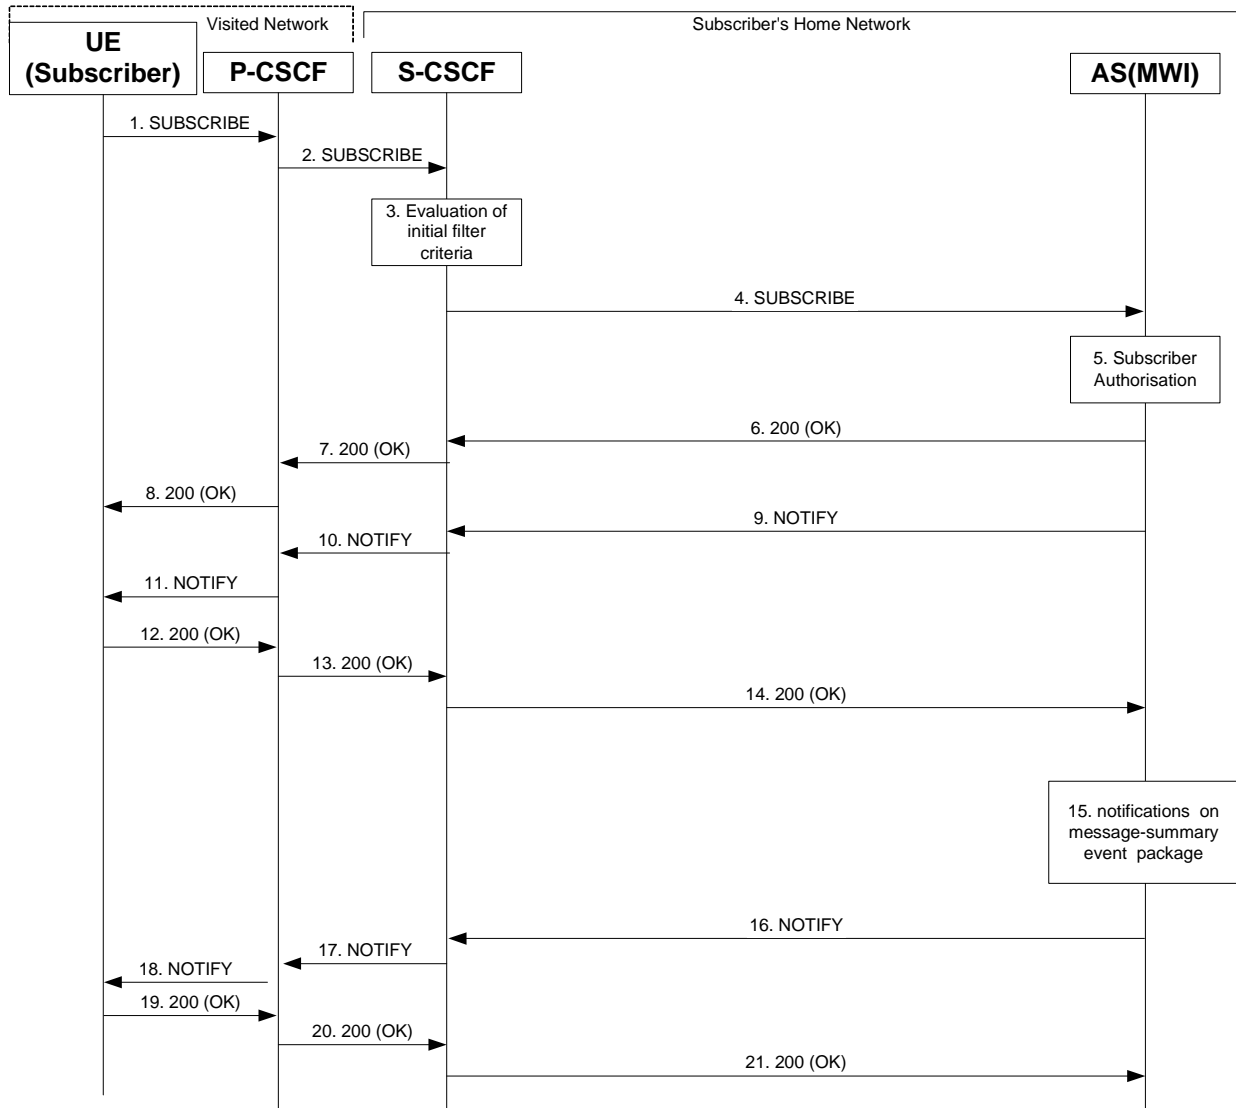 Visited Network
Subscriber's Home Network
UE
(Subscriber)
P-CSCF
S-CSCF
AS(MWI)
1. SUBSCRIBE
2. SUBSCRIBE
3. Evaluation of
initial filter
criteria
4. SUBSCRIBE
5. Subscriber
Authorisation
6. 200 (OK)
7. 200 (OK)
8. 200 (OK)
9. NOTIFY
10. NOTIFY
11. NOTIFY
12. 200 (OK)
13. 200 (OK)
14. 200 (OK)
15. notifications on
message-summary
event package
16. NOTIFY
17. NOTIFY
18. NOTIFY
19. 200 (OK)
20. 200 (OK)
21. 200 (OK)